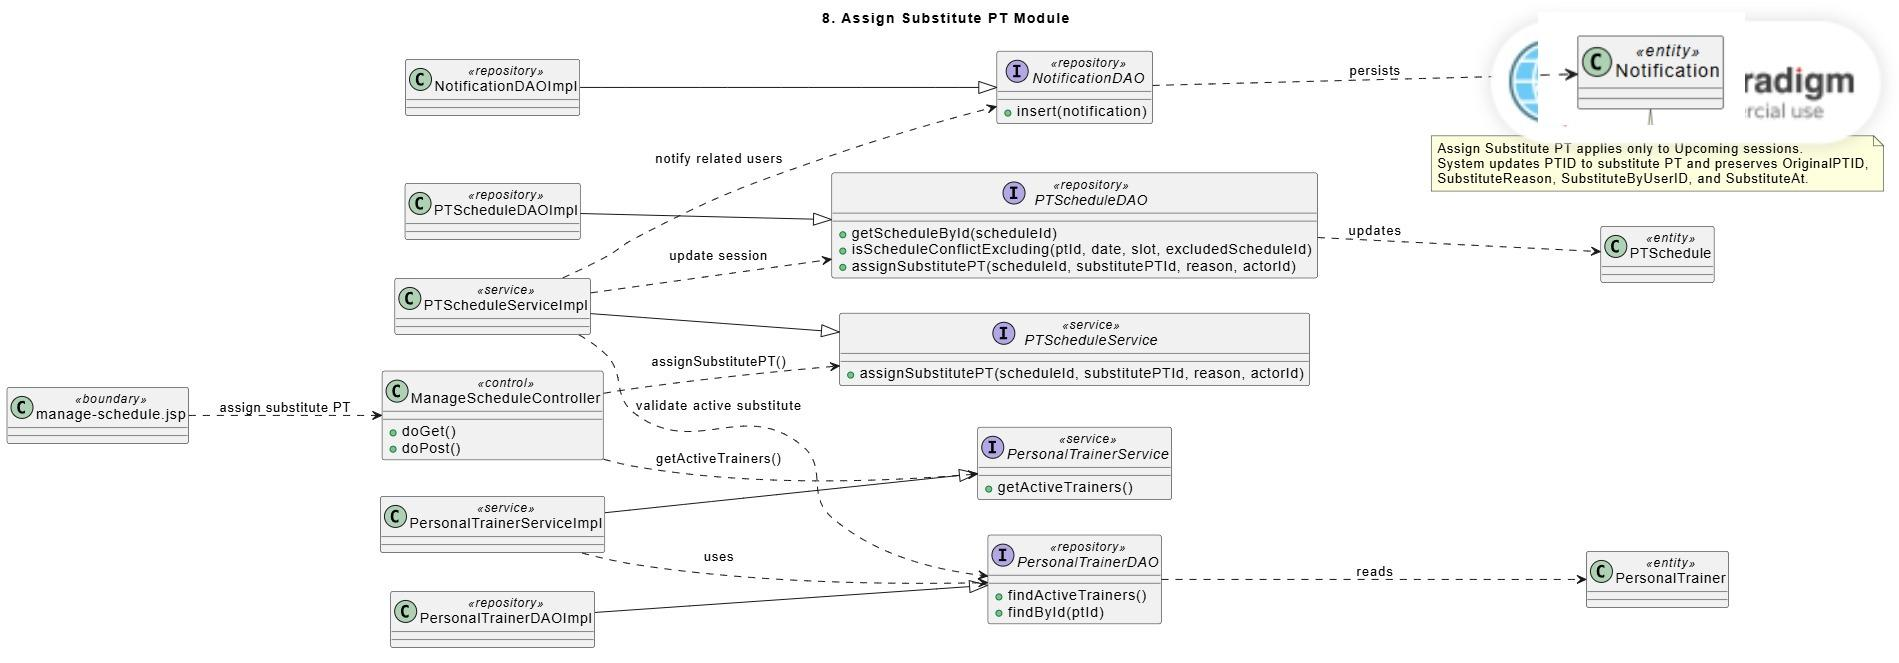 8. Assign Substitute PT Module
C
«repository»
NotificationDAOImpl
I
«repository»
NotificationDAO
insert(notification)
persists
C
«entity»
Notification
radigm
rcial use
notify related users
Assign Substitute PT applies only to Upcoming sessions.
System updates PTID to substitute PT and preserves OriginalPTID,
SubstituteReason, SubstituteByUserID, and SubstituteAt.
C
«repository»
PTScheduleDAOImpl
I
«repository»
PTScheduleDAO
getScheduleById(scheduleId)
isScheduleConflictExcluding(ptId, date, slot, excludedScheduleId)
assignSubstitutePT(scheduleId, substitutePTId, reason, actorId)
updates
C
«entity»
PTSchedule
update session
C
«service»
PTScheduleServiceImpl
I
«service»
PTScheduleService
assignSubstitutePT(scheduleId, substitutePTId, reason, actorId)
assignSubstitutePT()
C
«boundary»
manage-schedule.jsp
assign substitute PT
C
«control»
ManageScheduleController
doGet()
doPost()
validate active substitute
getActiveTrainers()
I
«service»
PersonalTrainerService
getActiveTrainers()
C
«service»
PersonalTrainerServiceImpl
uses
I
«repository»
PersonalTrainerDAO
findActiveTrainers()
findById(ptId)
reads
C
«entity»
PersonalTrainer
C
«repository»
PersonalTrainerDAOImpl